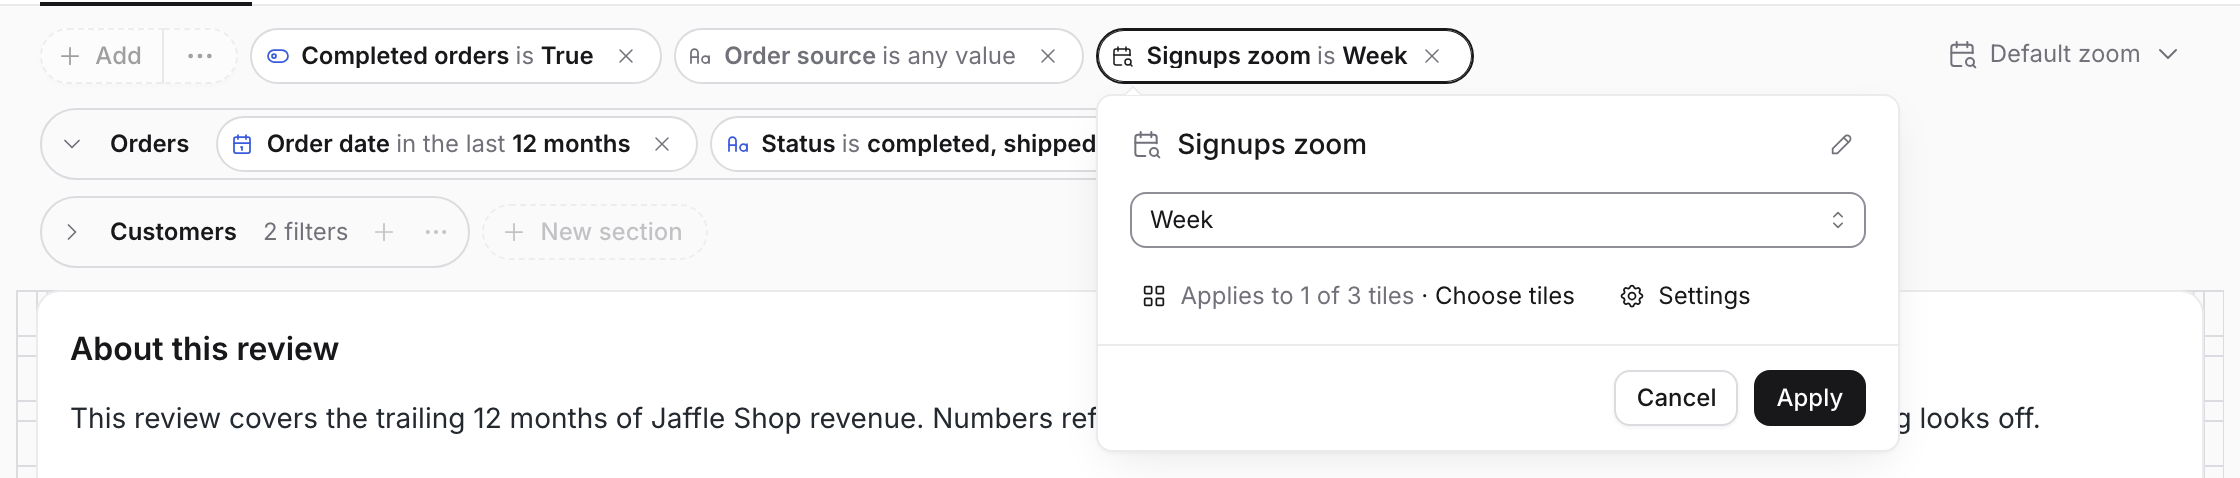 Add ... Completed orders is True Aa Order source is any value Signups zoom is Week Default zoom
Orders Order date in the last 12 months Aa Status is completed, shipped
Signups zoom
Customers 2 filters ... New section
Week
Applies to 1 of 3 tiles · Choose tiles Settings
About this review
Cancel Apply
This review covers the trailing 12 months of Jaffle Shop revenue. Numbers looks off.